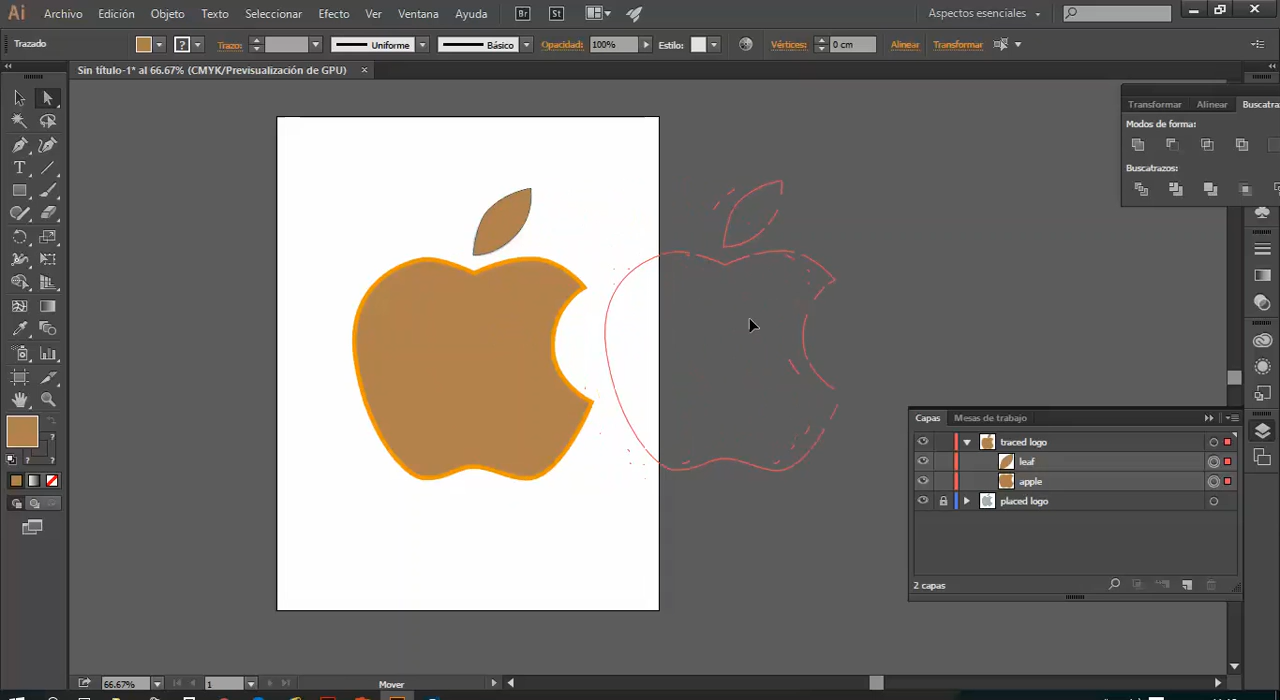 Ai Archivo Edición Objeto Texto Seleccionar Efecto Ver Ventana Ayuda Br St Aspectos esenciales
Trazado ? Trazo: Uniforme Básico Opacidad: 100% Estilo: Vértices: 0 cm Alinear Transformar
Sin título-1* al 66.67% (CMYK/Previsualización de GPU) ×
Transformar Alinear Buscatraz
Modos de forma:
Buscatrazos:
Capas Mesas de trabajo
traced logo
leaf
apple
placed logo
2 capas
66.67% 1 Mover